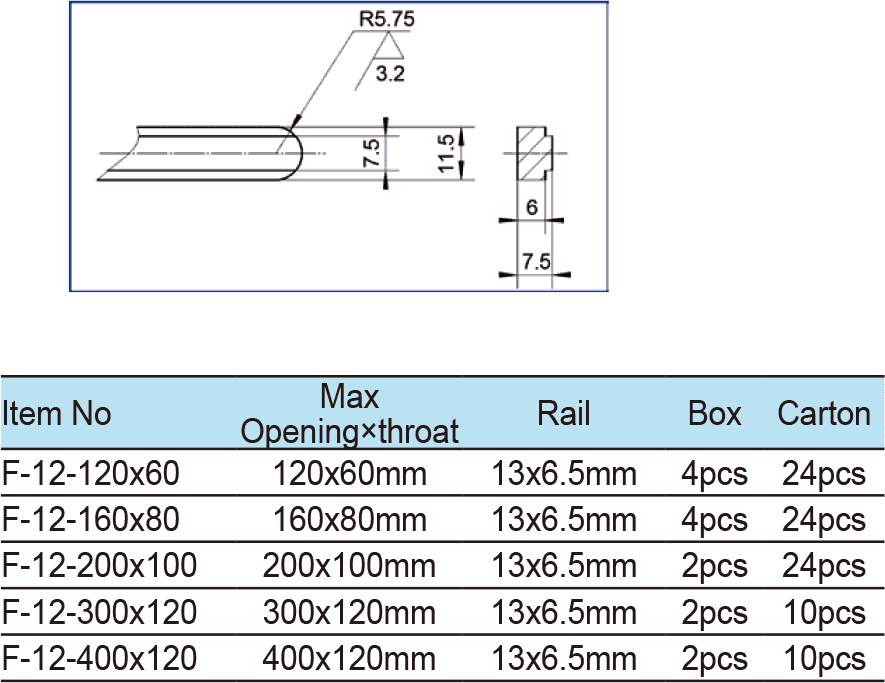 R5.75
3.2
7.5
11.5
6
7.5
Item No Max Opening×throat Rail Box Carton
F-12-120x60 120x60mm 13x6.5mm 4pcs 24pcs
F-12-160x80 160x80mm 13x6.5mm 4pcs 24pcs
F-12-200x100 200x100mm 13x6.5mm 2pcs 24pcs
F-12-300x120 300x120mm 13x6.5mm 2pcs 10pcs
F-12-400x120 400x120mm 13x6.5mm 2pcs 10pcs